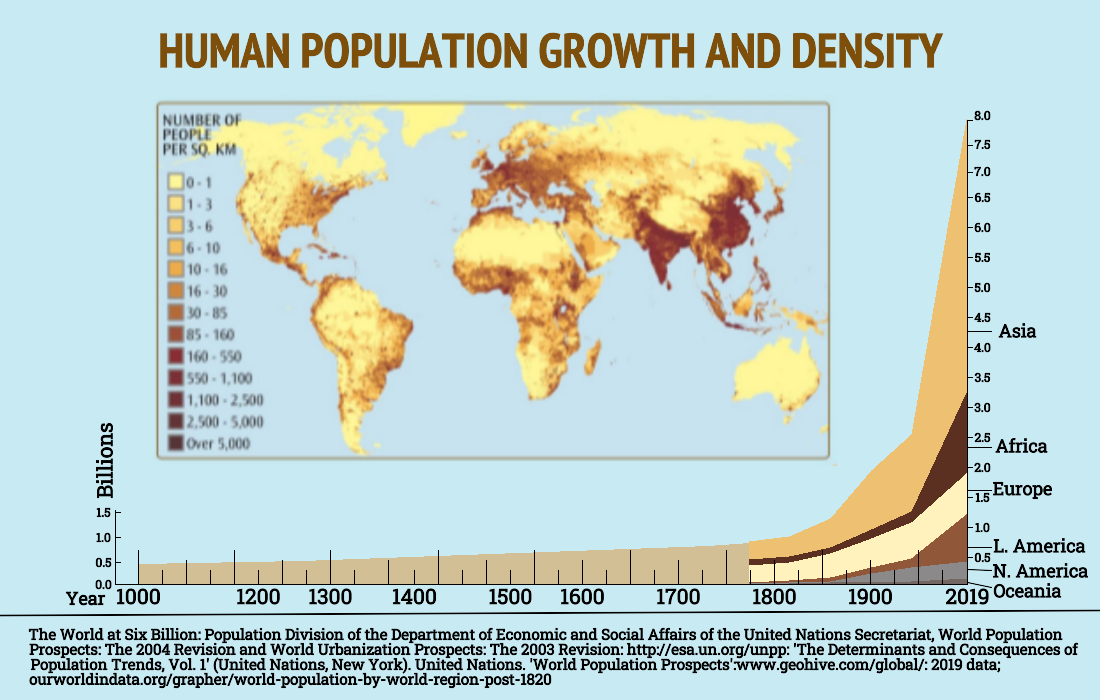 HUMAN POPULATION GROWTH AND DENSITY
NUMBER OF
PEOPLE
PER SQ. KM
0 - 1
1 - 3
3 - 6
6 - 10
10 - 16
16 - 30
30 - 85
85 - 160
160 - 550
550 - 1,100
1,100 - 2,500
2,500 - 5,000
Over 5,000
8.0
7.5
7.0
6.5
6.0
5.5
5.0
4.5
Asia
4.0
3.5
3.0
2.5
Africa
2.0
Europe
1.5
1.0
L. America
0.5
N. America
Oceania
Billions
1.5
1.0
0.5
0.0
Year 1000 1200 1300 1400 1500 1600 1700 1800 1900 2019
The World at Six Billion: Population Division of the Department of Economic and Social Affairs of the United Nations Secretariat, World Population
Prospects: The 2004 Revision and World Urbanization Prospects: The 2003 Revision: http://esa.un.org/unpp: 'The Determinants and Consequences of
Population Trends, Vol. 1' (United Nations, New York). United Nations. 'World Population Prospects':www.geohive.com/global/: 2019 data;
ourworldindata.org/grapher/world-population-by-world-region-post-1820